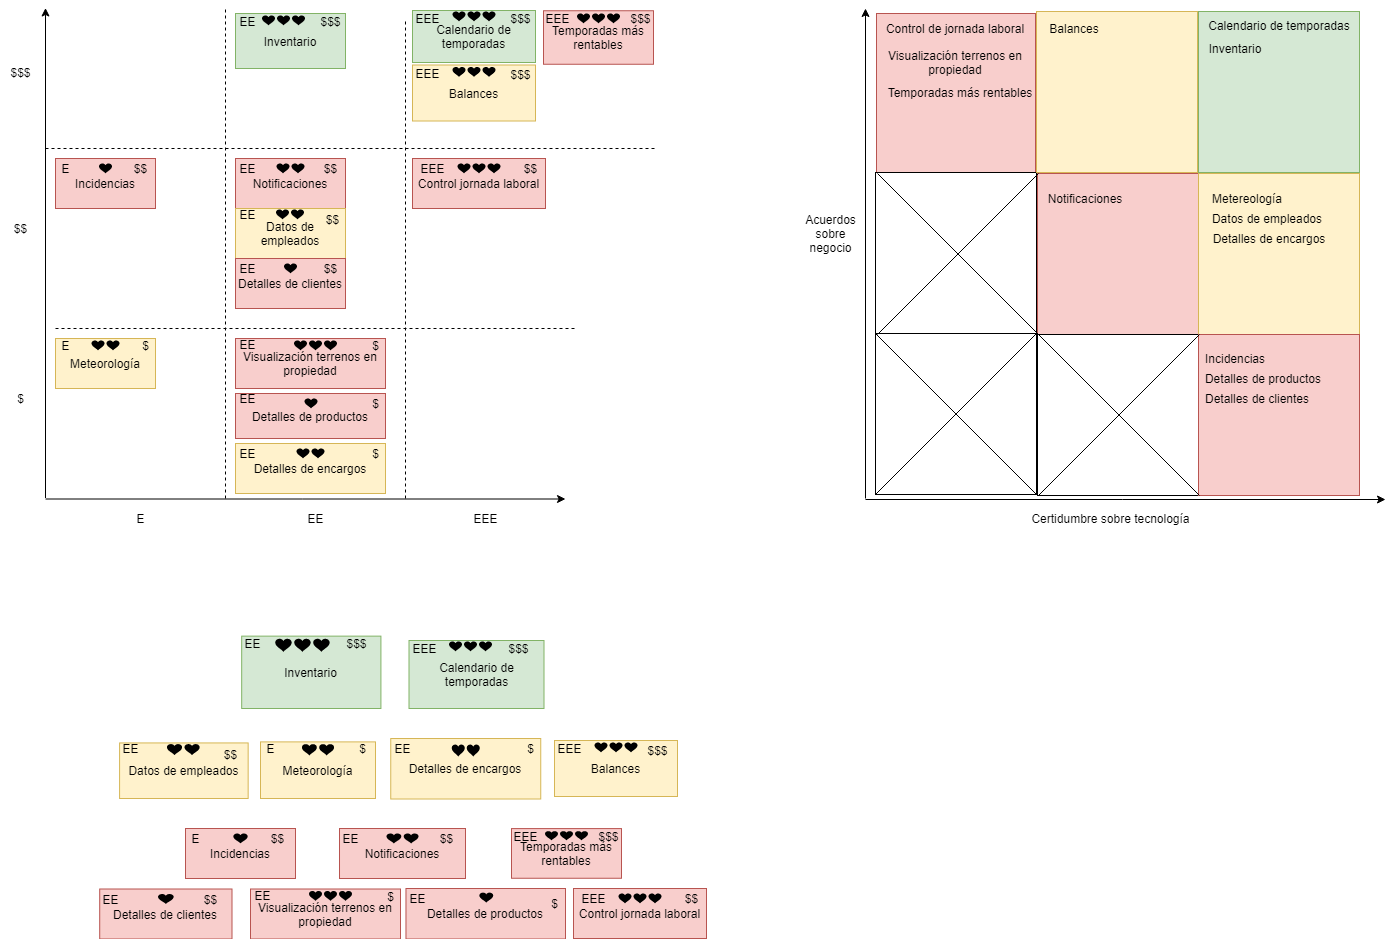 $$$
EE $$$
Inventario
EEE $$$
Calendario de
temporadas
EEE $$$
Temporadas más
rentables
EEE $$$
Balances
$$
E $$
Incidencias
EE $$
Notificaciones
EE $$
Datos de
empleados
EE $$
Detalles de clientes
EEE $$
Control jornada laboral
$
E $
Meteorología
EE $
Visualización terrenos en
propiedad
EE $
Detalles de productos
EE $
Detalles de encargos
E
EE
EEE
Acuerdos
sobre
negocio
Control de jornada laboral
Visualización terrenos en
propiedad
Temporadas más rentables
Balances
Calendario de temporadas
Inventario
Notificaciones
Metereología
Datos de empleados
Detalles de encargos
Incidencias
Detalles de productos
Detalles de clientes
Certidumbre sobre tecnología
EE $$$
Inventario
EEE $$$
Calendario de
temporadas
EE $$
Datos de empleados
E $
Meteorología
EE $
Detalles de encargos
EEE $$$
Balances
E $$
Incidencias
EE $$
Notificaciones
EEE $$$
Temporadas más
rentables
EE $$
Detalles de clientes
EE $
Visualización terrenos en
propiedad
EE $
Detalles de productos
EEE $$
Control jornada laboral